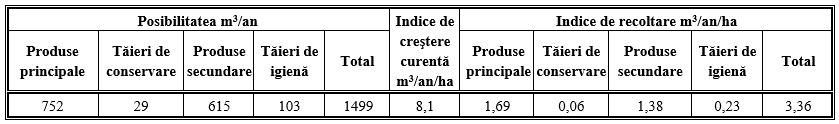 Posibilitatea m³/an Indice de creştere curentă m³/an/ha Indice de recoltare m³/an/ha
Produse principale Tăieri de conservare Produse secundare Tăieri de igienă Total Produse principale Tăieri de conservare Produse secundare Tăieri de igienă Total
752 29 615 103 1499 8,1 1,69 0,06 1,38 0,23 3,36